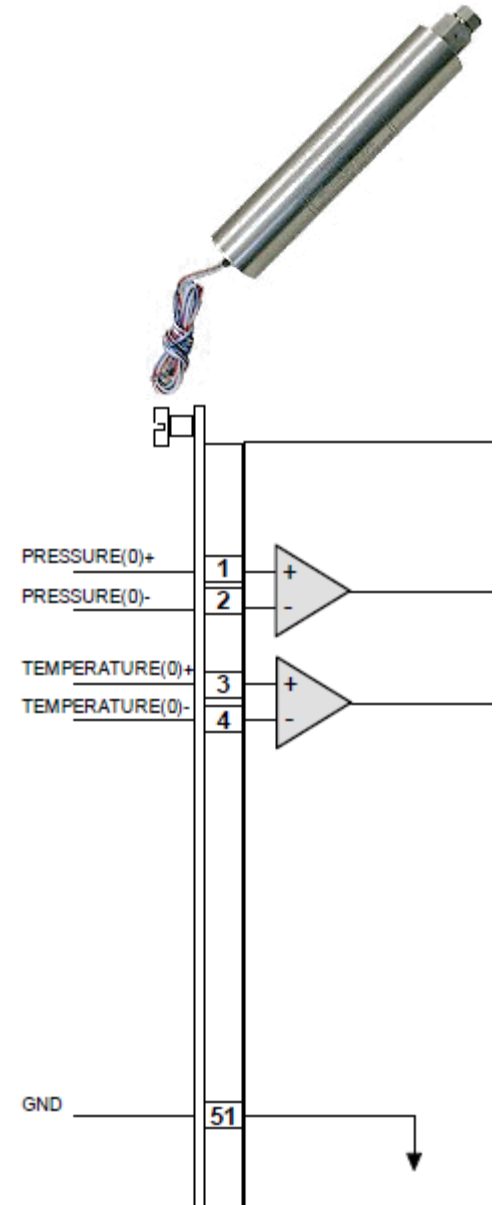 PRESSURE(0)+
1
+
PRESSURE(0)-
2
-
TEMPERATURE(0)+
3
+
TEMPERATURE(0)-
4
-
GND
51